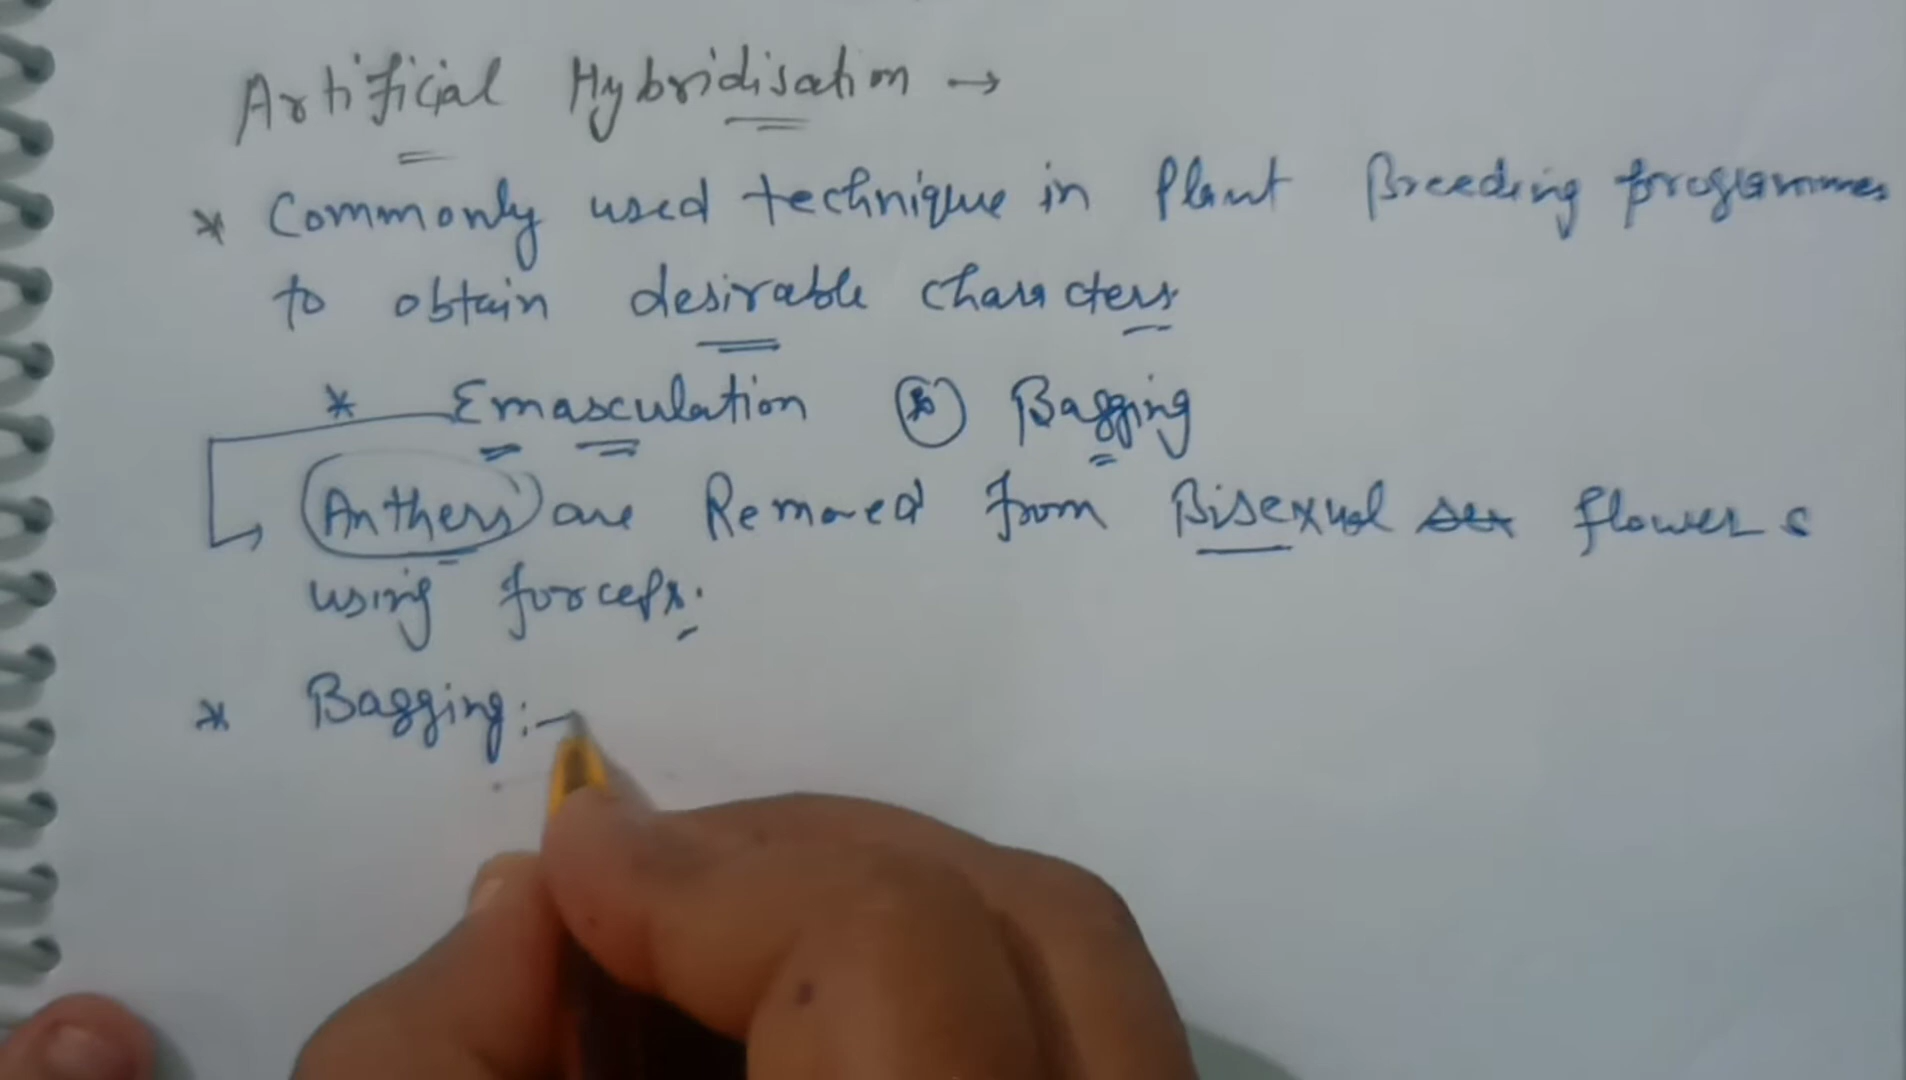 Artificial Hybridisation →
* Commonly used technique in Plant Breeding programmes
to obtain desirable characters
* Emasculation * Bagging
Anthers are Removed from Bisexual flowers
using forceps.
* Bagging:-